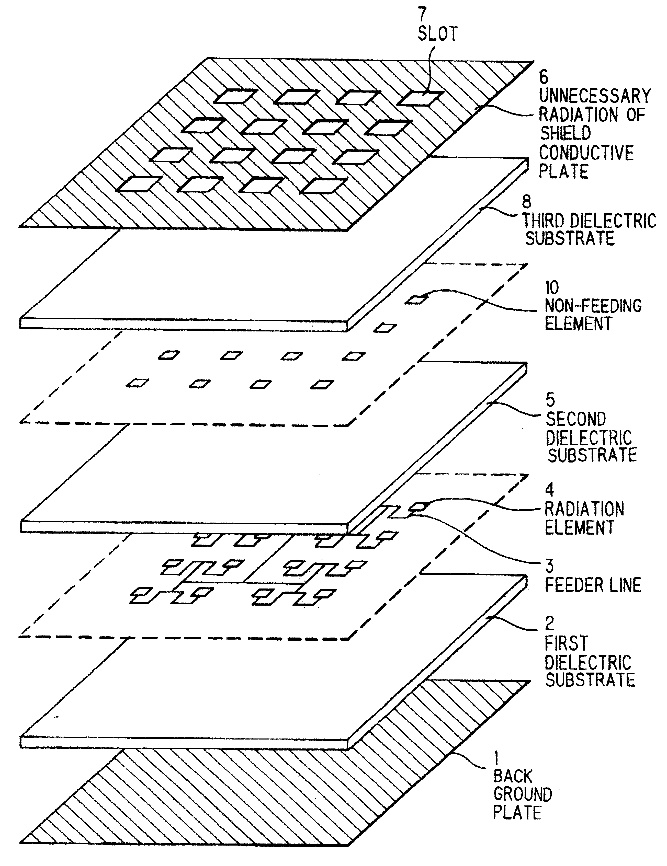 7
SLOT
6
UNNECESSARY
RADIATION OF
SHIELD
CONDUCTIVE
PLATE
8
THIRD DIELECTRIC
SUBSTRATE
10
NON-FEEDING
ELEMENT
5
SECOND
DIELECTRIC
SUBSTRATE
4
RADIATION
ELEMENT
3
FEEDER LINE
2
FIRST
DIELECTRIC
SUBSTRATE
1
BACK
GROUND
PLATE